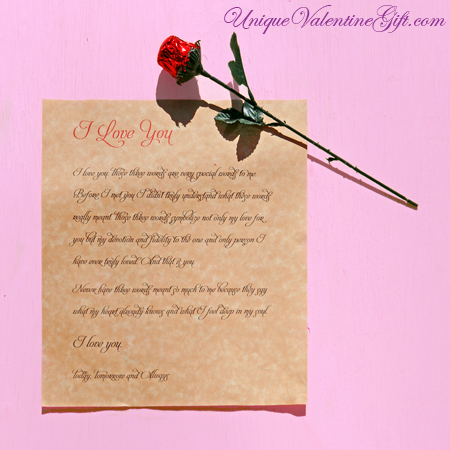 UniqueValentineGift.com
I Love You
I love you, those three words are very special words to me.
Before I met you I didn't truly understand what those words
really meant. Those three words symbolize not only my love for
you but my devotion and fidelity to the one and only person I
have ever truly loved. And that is you.
Never have three words meant so much to me because they say
what my heart already knows and what I feel deep in my soul.
I love you...
Today, tomorrow and Always